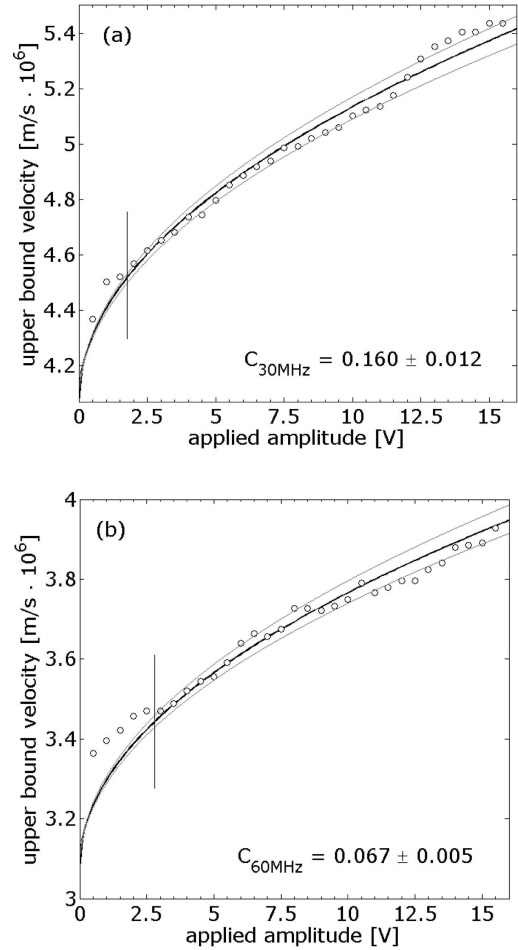 (a)
upper bound velocity [m/s · 10⁶]
5.4
5.2
5
4.8
4.6
4.4
4.2
0 2.5 5 7.5 10 12.5 15
applied amplitude [V]
C30MHz = 0.160 ± 0.012
(b)
upper bound velocity [m/s · 10⁶]
4
3.8
3.6
3.4
3.2
3
0 2.5 5 7.5 10 12.5 15
applied amplitude [V]
C60MHz = 0.067 ± 0.005